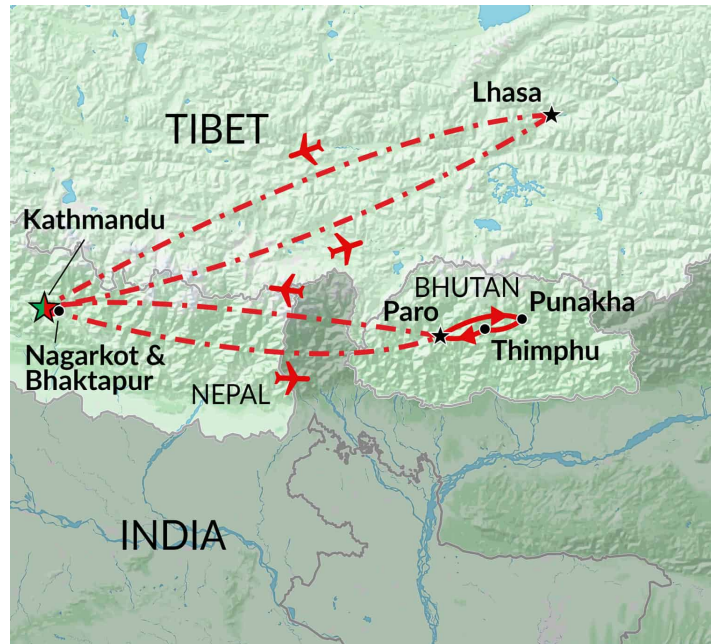 Lhasa
TIBET
Kathmandu
BHUTAN
Paro
Punakha
Thimphu
Nagarkot &
Bhaktapur
NEPAL
INDIA